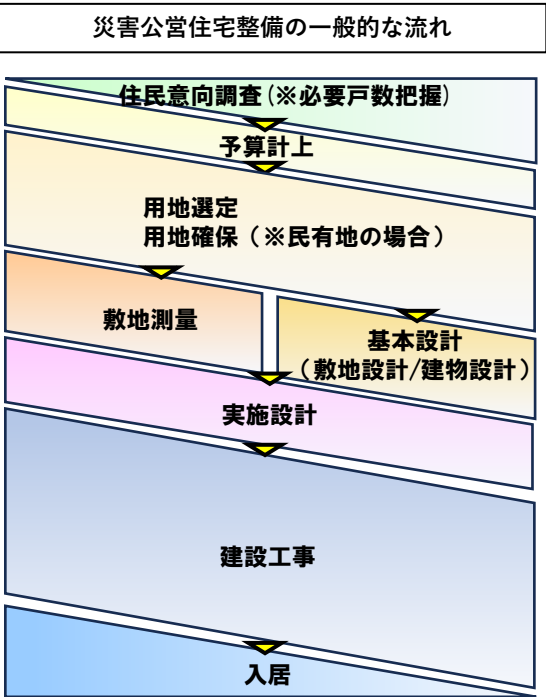 災害公営住宅整備の一般的な流れ
住民意向調査(※必要戸数把握)
予算計上
用地選定
用地確保（※民有地の場合）
敷地測量
基本設計
（敷地設計/建物設計）
実施設計
建設工事
入居